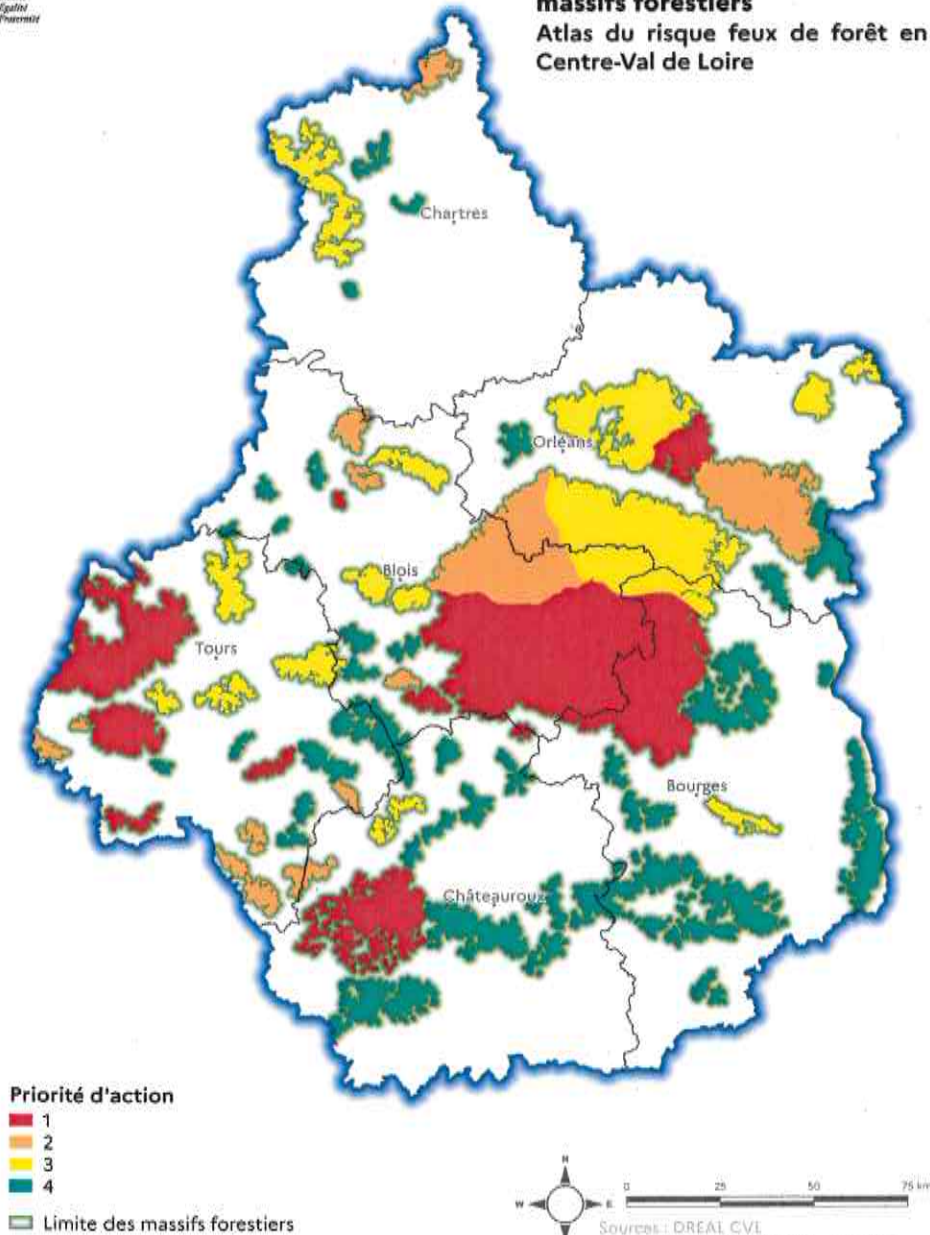 Égalité
Fraternité
massifs forestiers
Atlas du risque feux de forêt en
Centre-Val de Loire
Chartres
Orléans
Blois
Tours
Bourges
Châteauroux
Priorité d'action
1
2
3
4
Limite des massifs forestiers
N
W
E
0 25 50 75 km
Sources : DREAL CVL